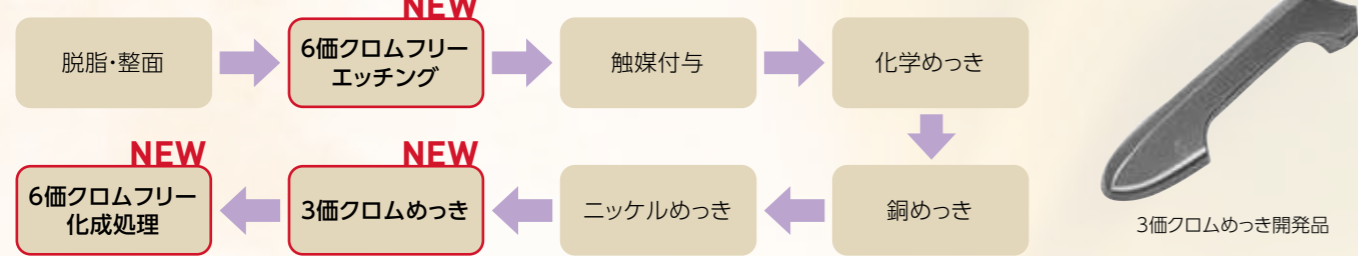 NEW
脱脂・整面
6価クロムフリー
エッチング
触媒付与
化学めっき
NEW
6価クロムフリー
化成処理
NEW
3価クロムめっき
ニッケルめっき
銅めっき
3価クロムめっき開発品